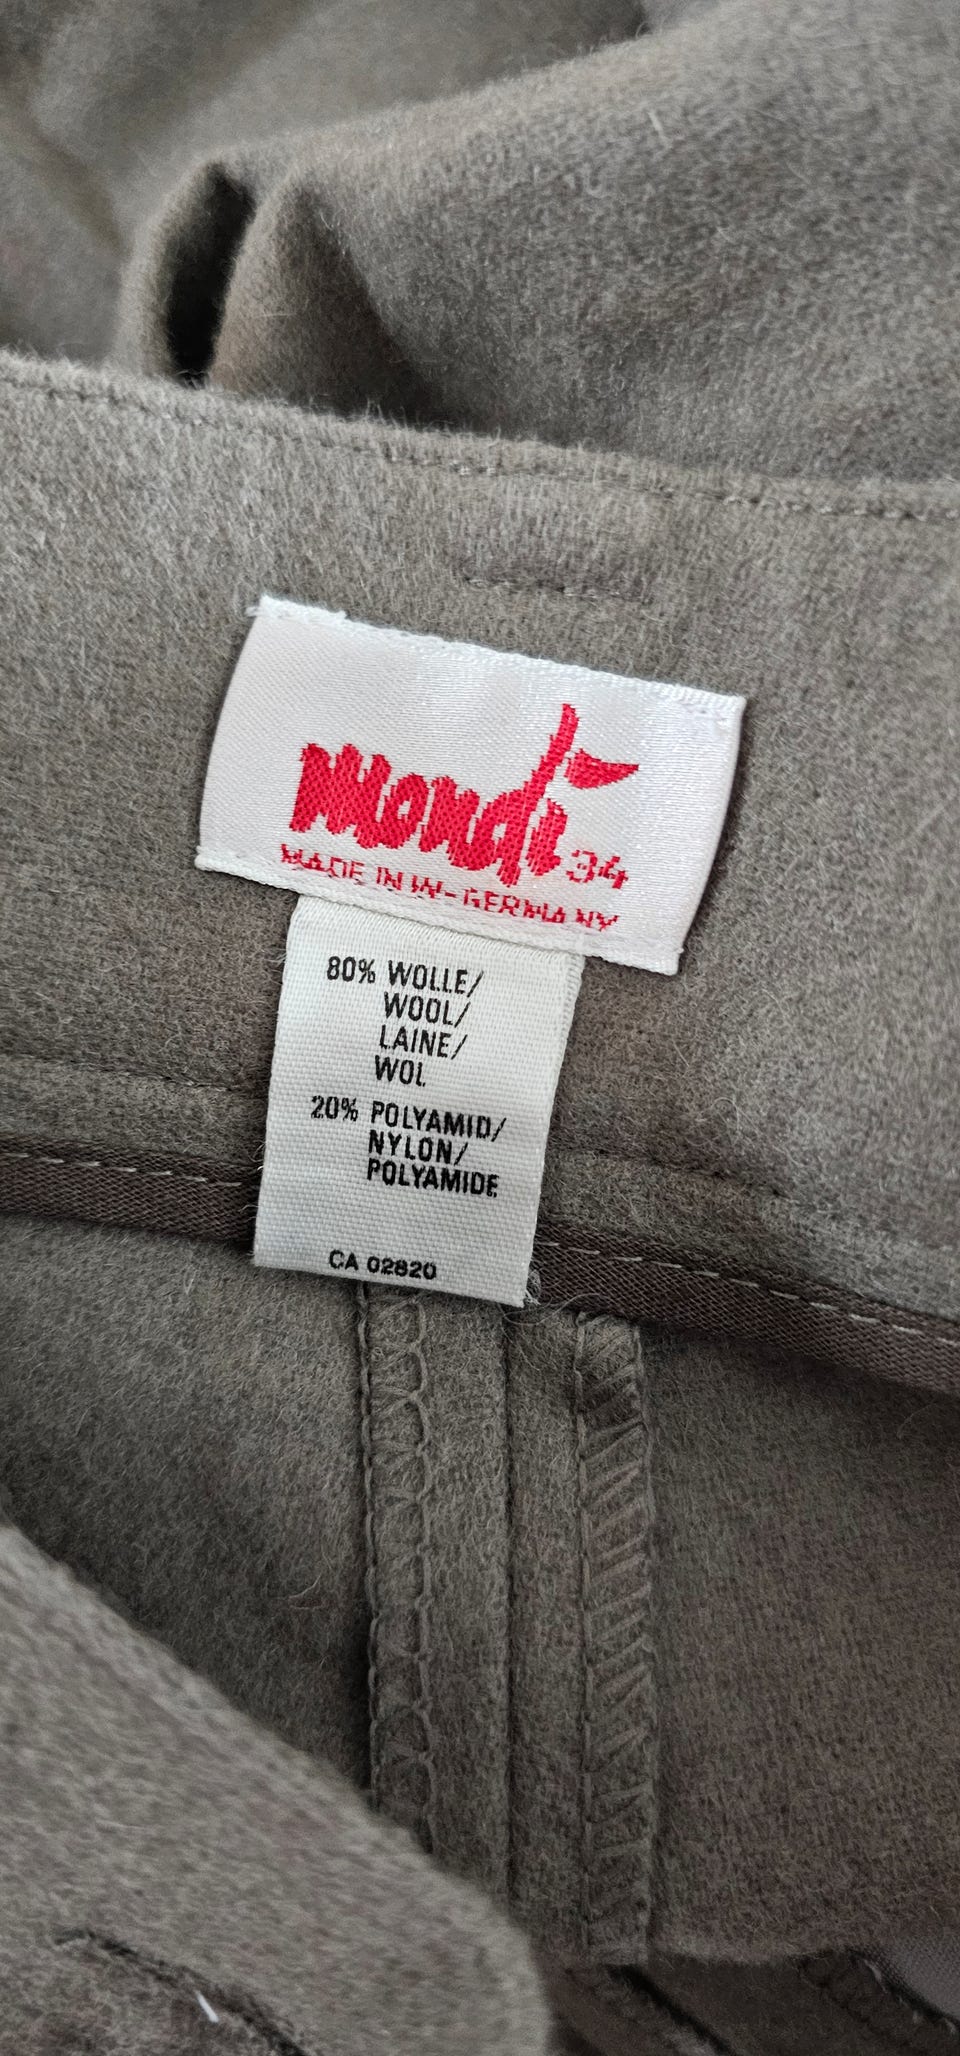 mondi
34
MADE IN W-GERMANY
80% WOLLE/
WOOL/
LAINE/
WOL
20% POLYAMID/
NYLON/
POLYAMIDE
CA 02820